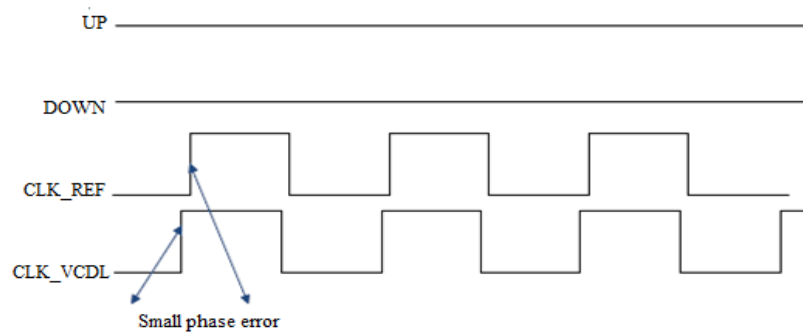 UP
DOWN
CLK_REF
CLK_VCDL
Small phase error